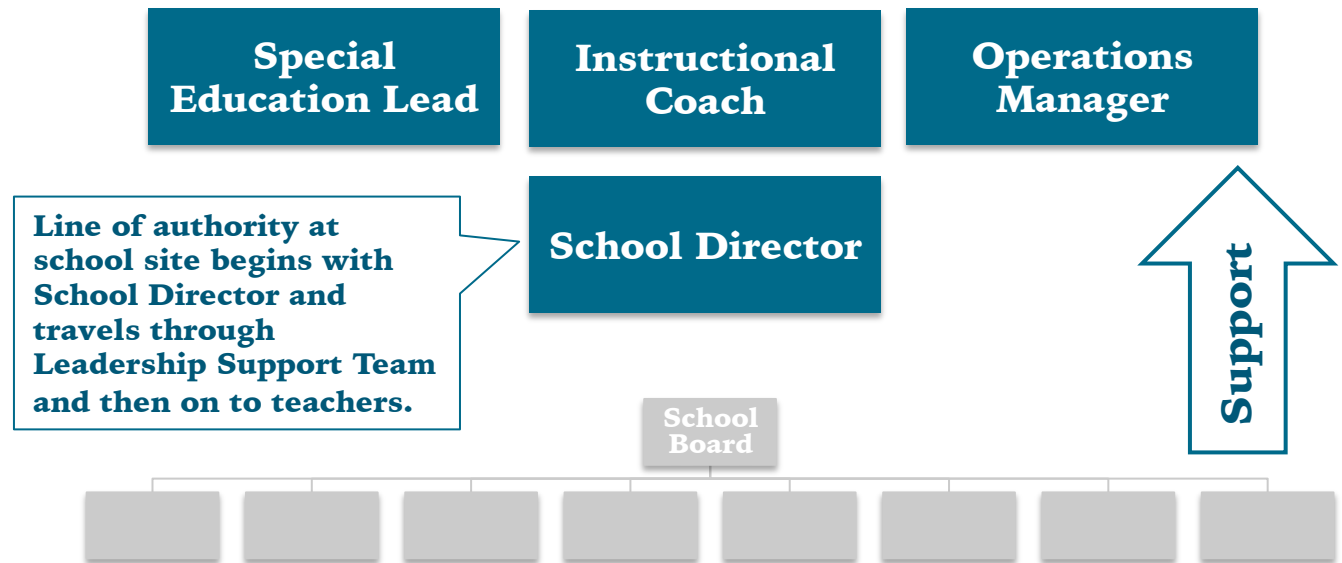 Special
Education Lead
Instructional
Coach
Operations
Manager
School Director
Line of authority at
school site begins with
School Director and
travels through
Leadership Support Team
and then on to teachers.
Support
School
Board